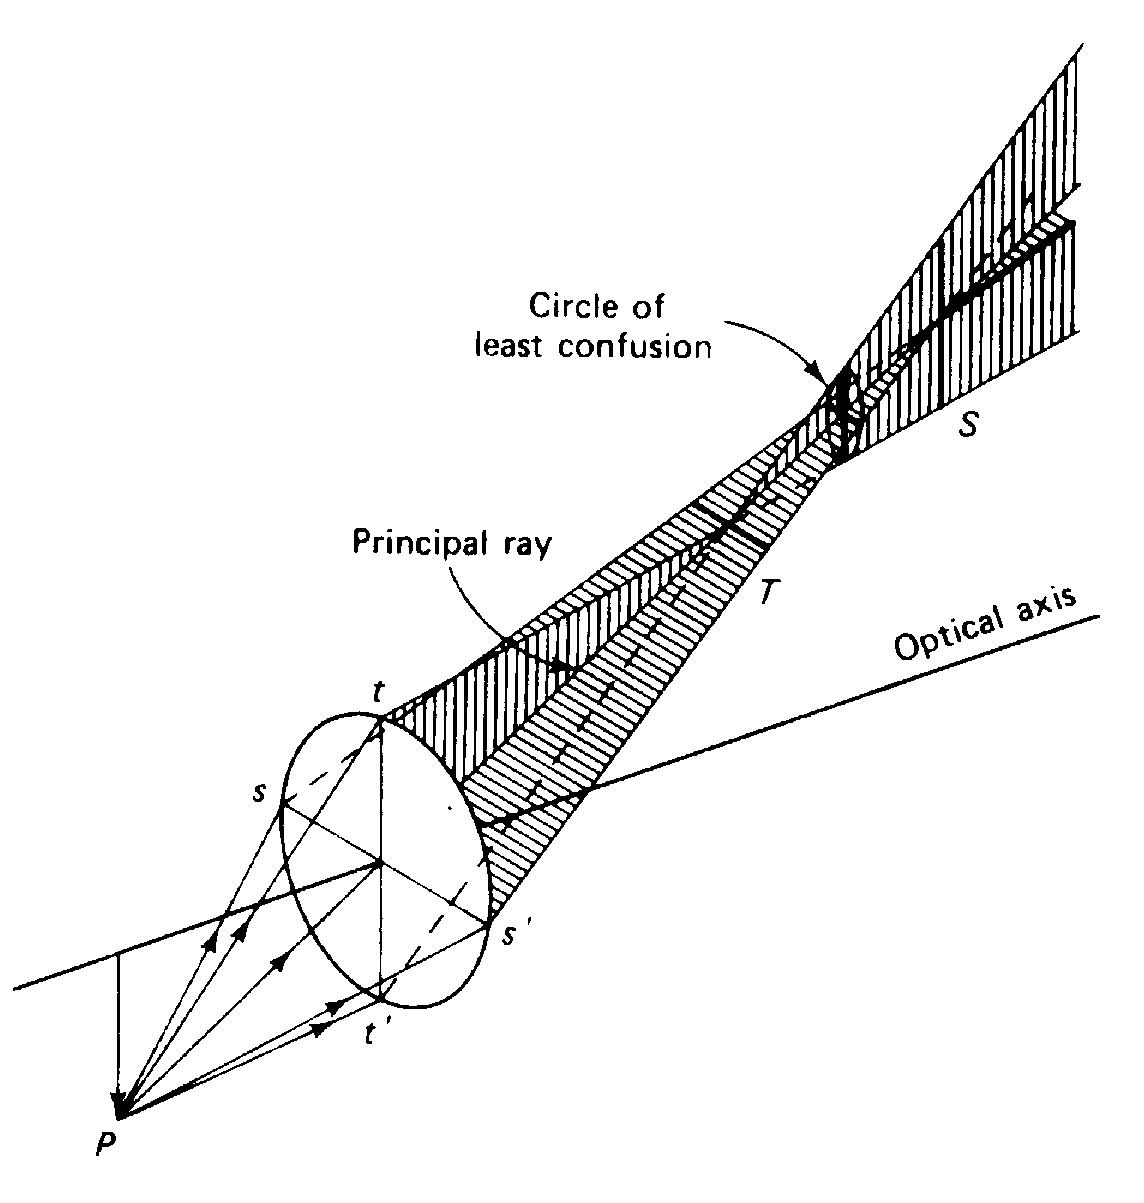 Circle of
least confusion
S
Principal ray
T
Optical axis
t
s
s'
t'
P